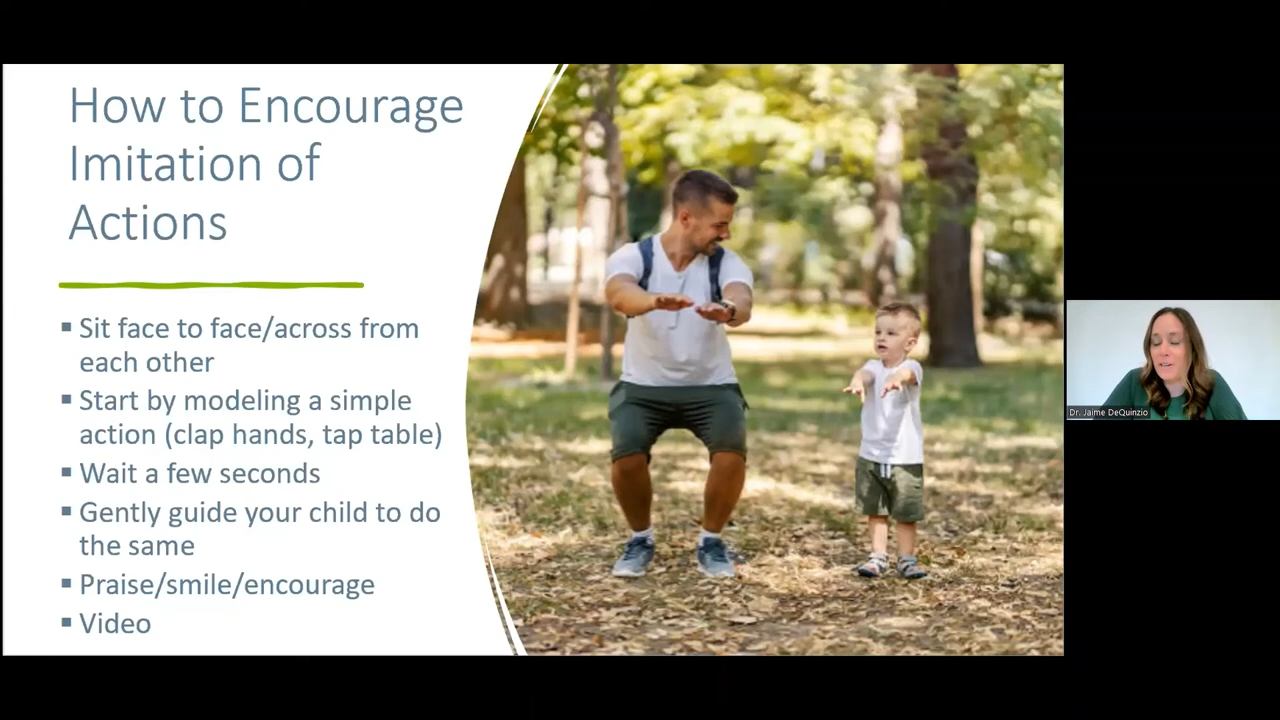 How to Encourage
Imitation of
Actions
▪ Sit face to face/across from
each other
▪ Start by modeling a simple
action (clap hands, tap table)
▪ Wait a few seconds
▪ Gently guide your child to do
the same
▪ Praise/smile/encourage
▪ Video
Dr. Jaime DeQuinzio